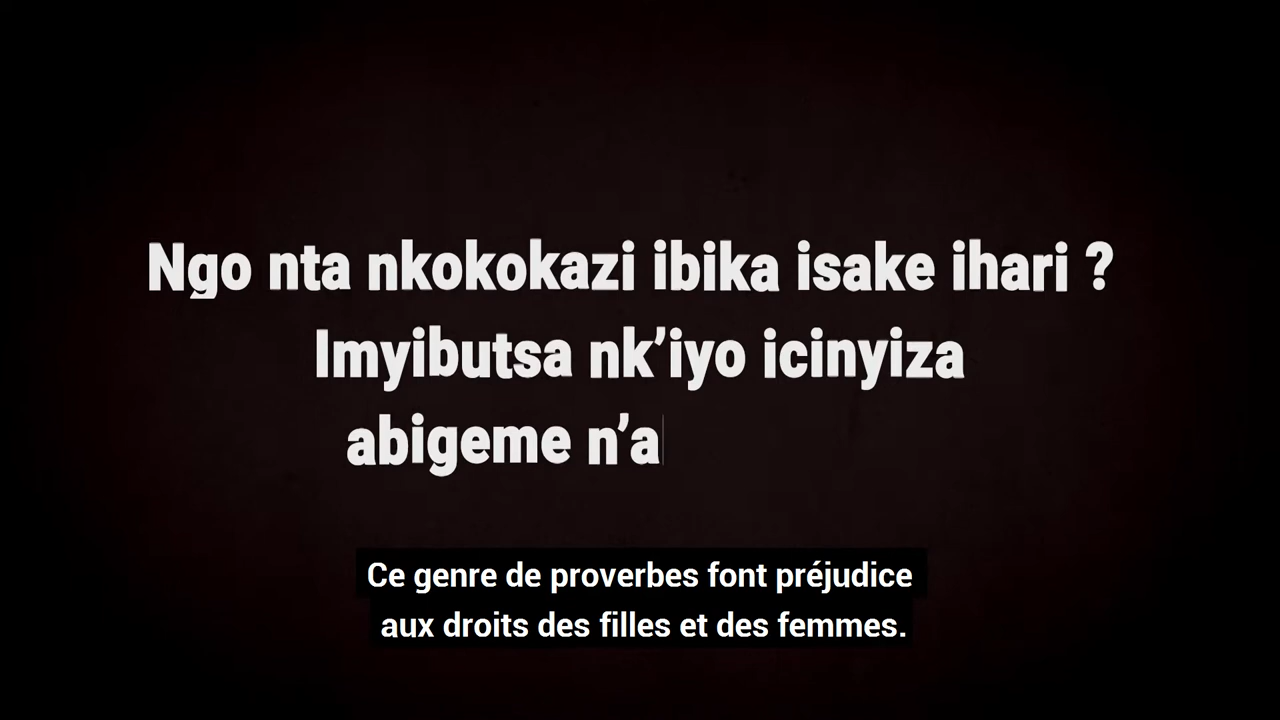 Ngo nta nkokokazi ibika isake ihari ?
Imyibutsa nk’iyo icinyiza
abigeme n’a
Ce genre de proverbes font préjudice
aux droits des filles et des femmes.